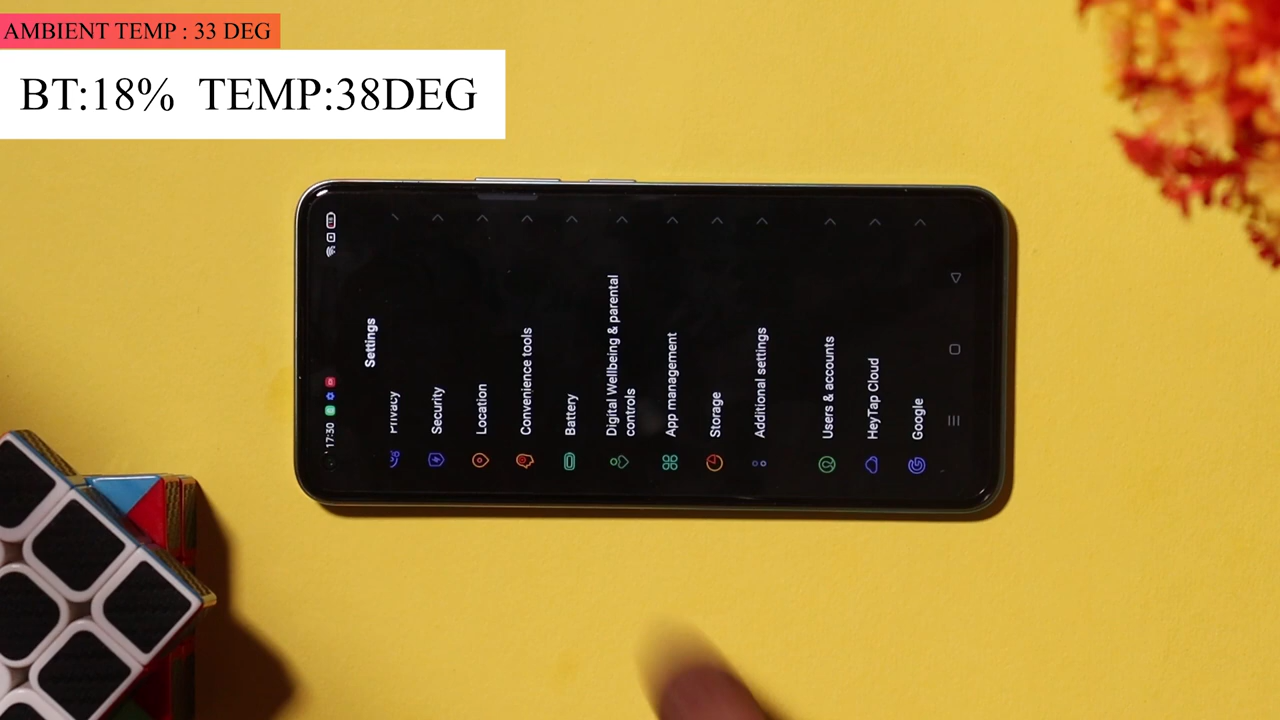 AMBIENT TEMP : 33 DEG
BT:18% TEMP:38DEG
17:30
18
Settings
Privacy
Security
Location
Convenience tools
Battery
Digital Wellbeing & parental
controls
App management
Storage
Additional settings
Users & accounts
HeyTap Cloud
Google